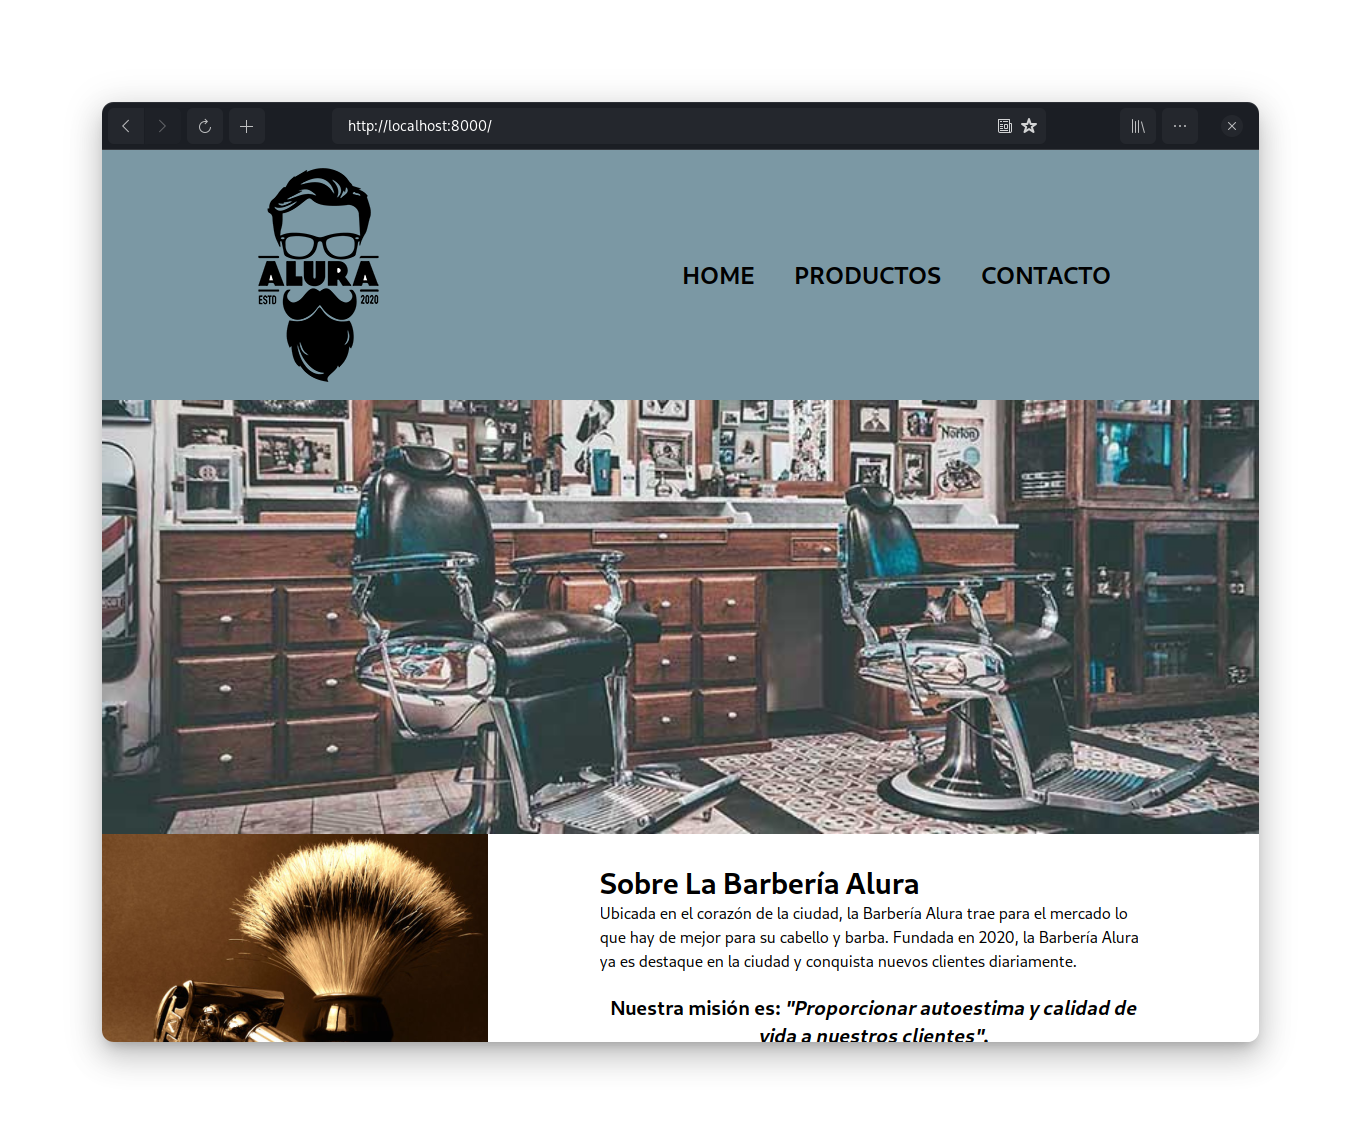 http://localhost:8000/
ALURA
ESTD 2020
HOME PRODUCTOS CONTACTO
Norton
Sobre La Barbería Alura
Ubicada en el corazón de la ciudad, la Barbería Alura trae para el mercado lo
que hay de mejor para su cabello y barba. Fundada en 2020, la Barbería Alura
ya es destaque en la ciudad y conquista nuevos clientes diariamente.
Nuestra misión es: "Proporcionar autoestima y calidad de
vida a nuestros clientes".